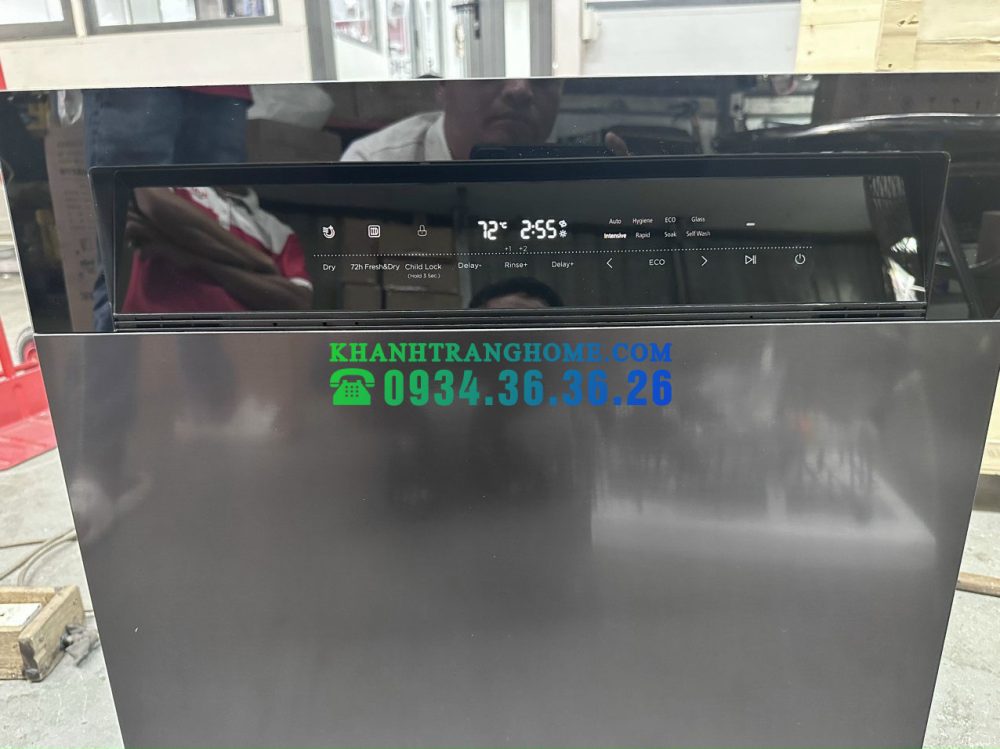 72°C 2:55
Auto Hygiene ECO Glass
Intensive Rapid Soak Self Wash
+1 +2
Dry 72h Fresh&Dry Child Lock Delay- Rinse+ Delay+ ECO
(Hold 3 Sec.)
KHANHTRANGHOME.COM
0934.36.36.26